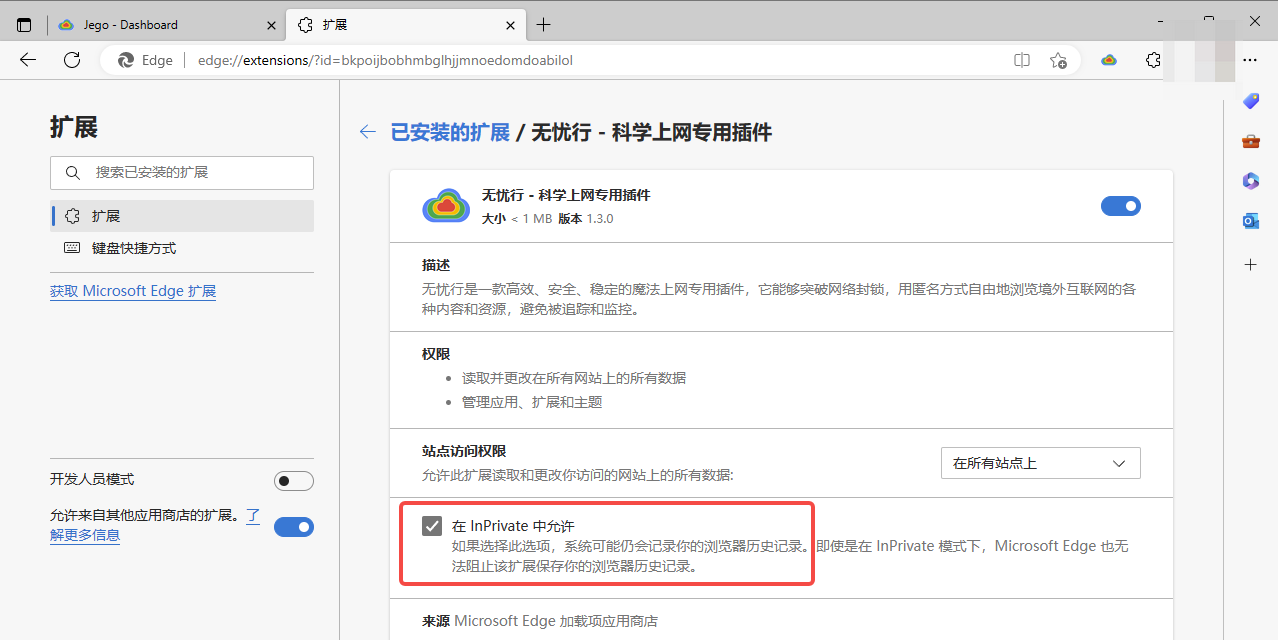 Jego - Dashboard
扩展
Edge
edge://extensions/?id=bkpoijbobhmbglhjjmnoedomdoabilol
扩展
搜索已安装的扩展
扩展
键盘快捷方式
获取 Microsoft Edge 扩展
开发人员模式
允许来自其他应用商店的扩展。了
解更多信息
已安装的扩展 / 无忧行 - 科学上网专用插件
无忧行 - 科学上网专用插件
大小 < 1 MB 版本 1.3.0
描述
无忧行是一款高效、安全、稳定的魔法上网专用插件，它能够突破网络封锁，用匿名方式自由地浏览境外互联网的各
种内容和资源，避免被追踪和监控。
权限
读取并更改在所有网站上的所有数据
管理应用、扩展和主题
站点访问权限
允许此扩展读取和更改你访问的网站上的所有数据:
在所有站点上
在 InPrivate 中允许
如果选择此选项，系统可能仍会记录你的浏览器历史记录。即使是在 InPrivate 模式下，Microsoft Edge 也无
法阻止该扩展保存你的浏览器历史记录。
来源 Microsoft Edge 加载项应用商店